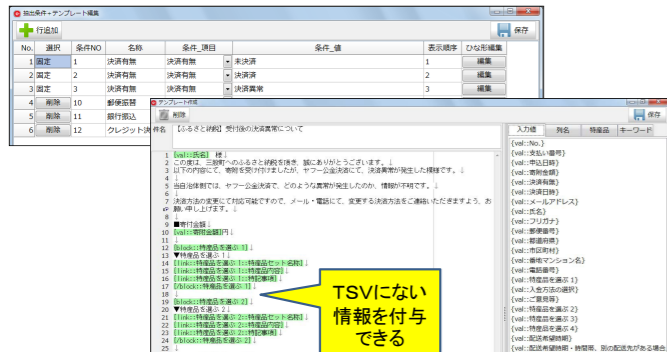 抽出条件+テンプレート編集
行追加
保存
No. 選択 条件NO 名称 条件_項目 条件_値 表示順序 ひな形編集
1 固定 1 決済有無 決済有無 未決済 1 編集
2 固定 2 決済有無 決済有無 決済済 2 編集
3 固定 3 決済有無 決済有無 決済異常 3 編集
4 削除 10 郵便振替
5 削除 11 銀行振込
6 削除 12 クレジット決
テンプレート作成
削除
保存
件名 【ふるさと納税】受付後の決済異常について
1 [val::氏名] 様↓
2 この度は、三股町へのふるさと納税を頂き、誠にありがとうございます。↓
3 以下の内容にて、寄附を受け付けましたが、ヤフー公金決済にて、決済異常が発生した模様です。↓
4 ↓
5 当自治体側では、ヤフー公金決済で、どのような異常が発生したのか、情報が不明です。↓
6 ↓
7 決済方法の変更にて対応可能ですので、メール・電話にて、変更する決済方法をご連絡いただきますよう、お
願い申し上げます。↓
8 ↓
9 ■寄付金額↓
10 [val::寄附金額]円↓
11 ↓
12 [block::特産品を選ぶ 1]↓
13 ▼特産品を選ぶ 1↓
14 [link::特産品を選ぶ 1::特産品セット名称]↓
15 [link::特産品を選ぶ 1::特産品内容]↓
16 [link::特産品を選ぶ 1::特記事項]↓
17 [/block::特産品を選ぶ 1]↓
18 ↓
19 [block::特産品を選ぶ 2]↓
20 ▼特産品を選ぶ 2↓
21 [link::特産品を選ぶ 2::特産品セット名称]↓
22 [link::特産品を選ぶ 2::特産品内容]↓
23 [link::特産品を選ぶ 2::特記事項]↓
24 [/block::特産品を選ぶ 2]↓
25 ↓
TSVにない
情報を付与
できる
入力値 列名 特産品 キーワード
{val::No.}
{val::支払い番号}
{val::申込日時}
{val::寄附金額}
{val::決済有無}
{val::決済日時}
{val::メールアドレス}
{val::氏名}
{val::フリガナ}
{val::郵便番号}
{val::都道府県}
{val::市区町村}
{val::番地マンション名}
{val::電話番号}
{val::特産品を選ぶ 1}
{val::入金方法の選択}
{val::ご意見等}
{val::特産品を選ぶ 2}
{val::特産品を選ぶ 3}
{val::特産品を選ぶ 4}
{val::配送希望時期}
{val::配送希望時期・時間帯、別の配送先がある場合、